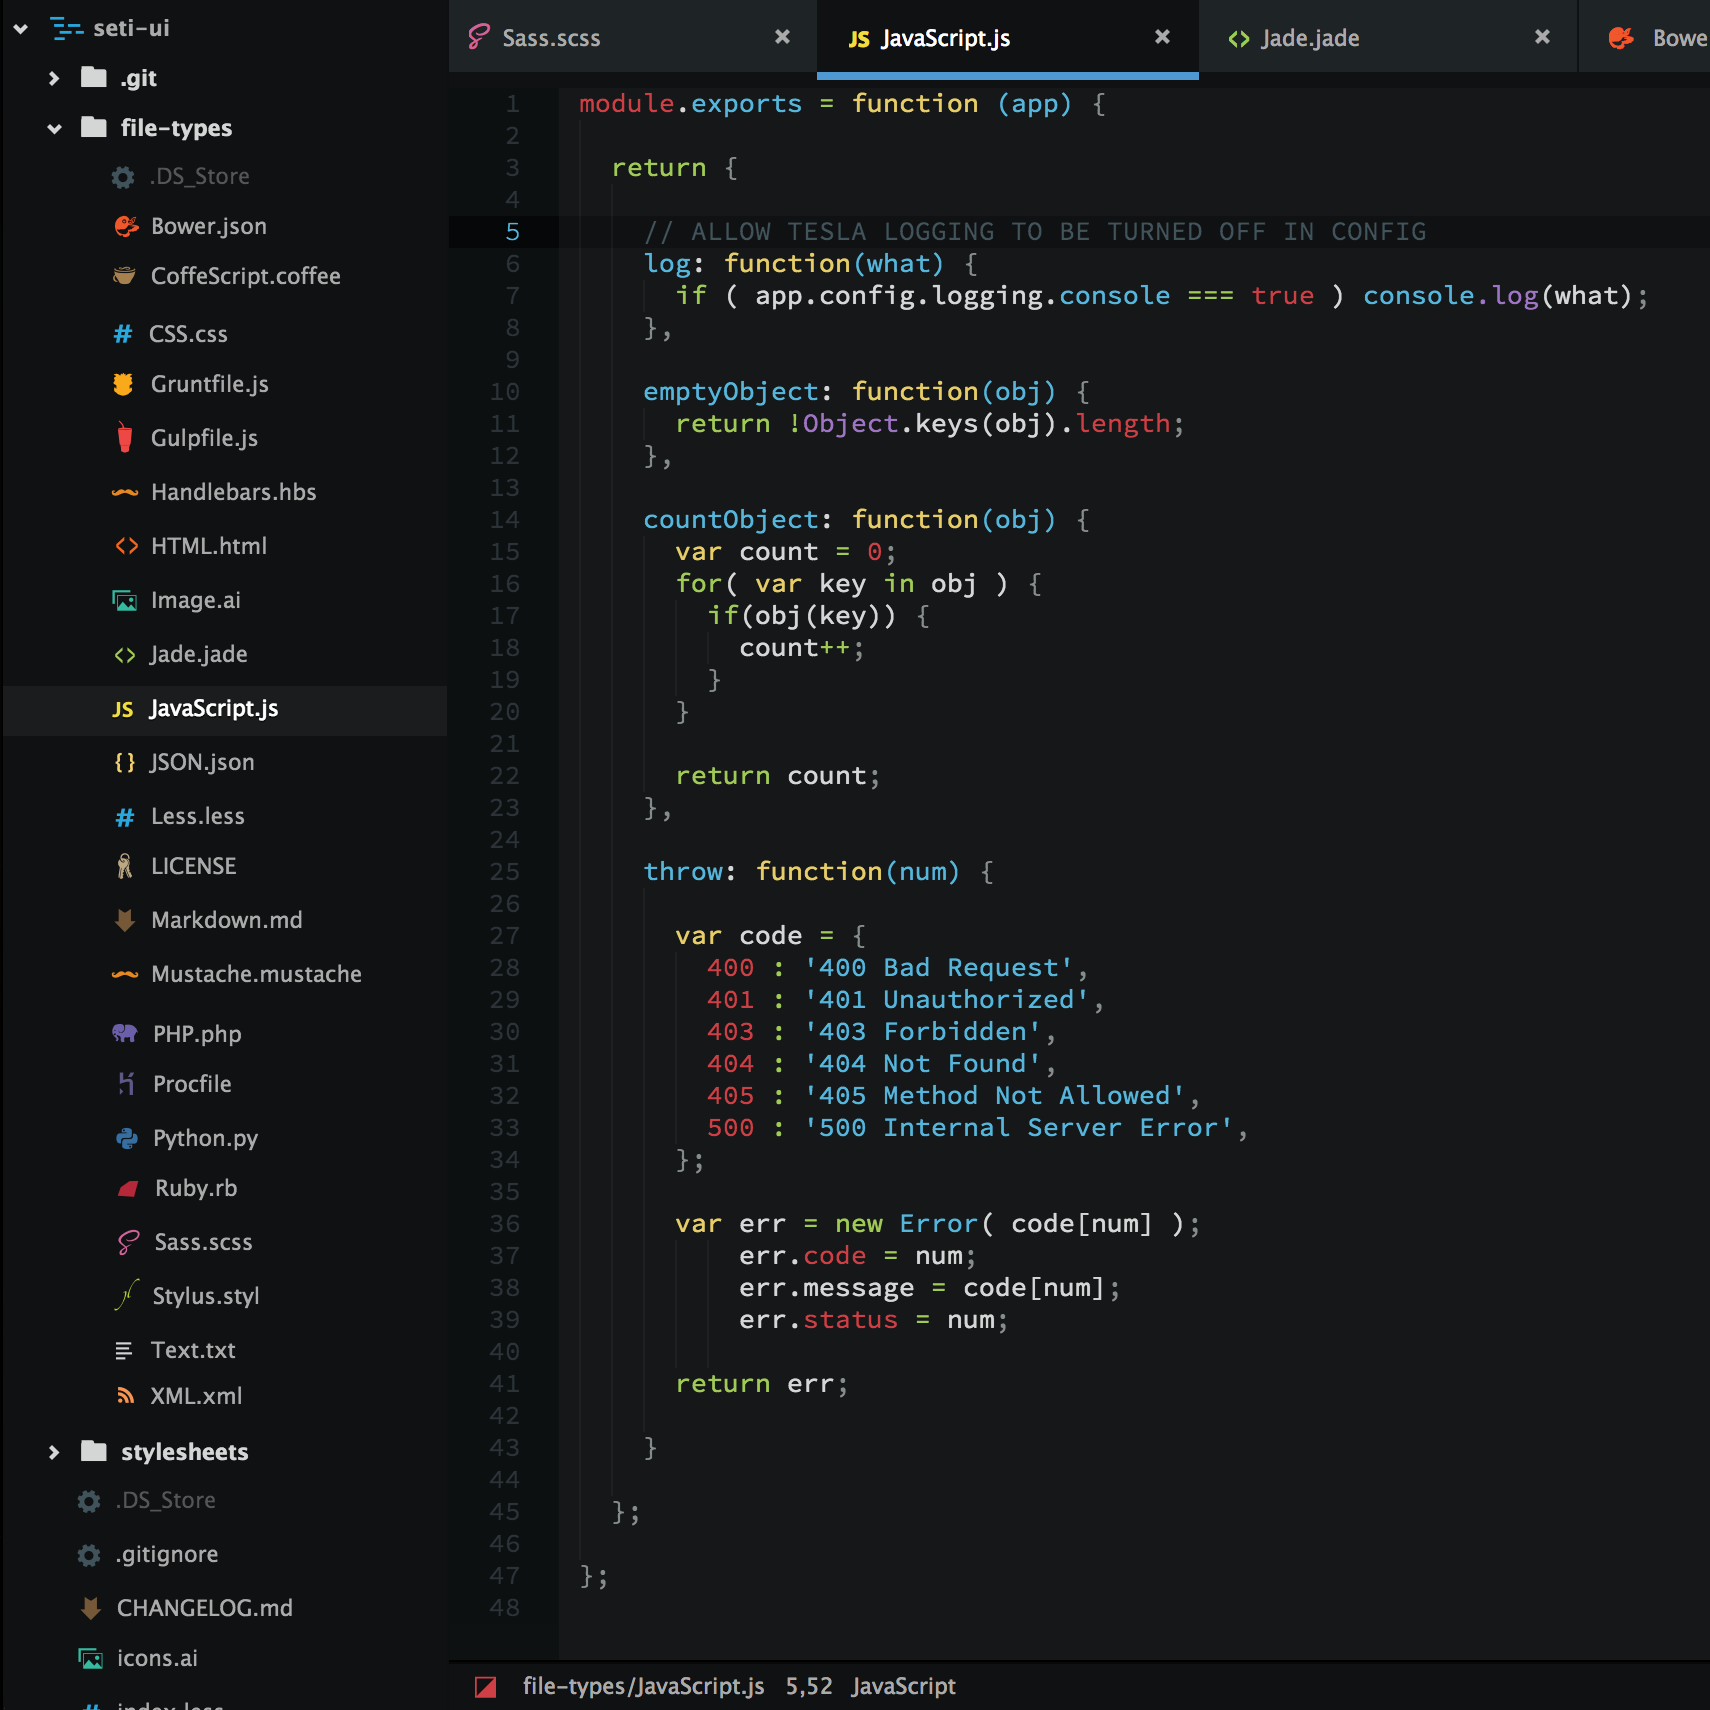 seti-ui
.git
file-types
.DS_Store
Bower.json
CoffeScript.coffee
CSS.css
Gruntfile.js
Gulpfile.js
Handlebars.hbs
HTML.html
Image.ai
Jade.jade
JS JavaScript.js
JSON.json
Less.less
LICENSE
Markdown.md
Mustache.mustache
PHP.php
Procfile
Python.py
Ruby.rb
Sass.scss
Stylus.styl
Text.txt
XML.xml
stylesheets
.DS_Store
.gitignore
CHANGELOG.md
icons.ai
index.less
Sass.scss × JS JavaScript.js × Jade.jade × Bowe
1 module.exports = function (app) {
2
3 return {
4
5 // ALLOW TESLA LOGGING TO BE TURNED OFF IN CONFIG
6 log: function(what) {
7 if ( app.config.logging.console === true ) console.log(what);
8 },
9
10 emptyObject: function(obj) {
11 return !Object.keys(obj).length;
12 },
13
14 countObject: function(obj) {
15 var count = 0;
16 for( var key in obj ) {
17 if(obj(key)) {
18 count++;
19 }
20 }
21
22 return count;
23 },
24
25 throw: function(num) {
26
27 var code = {
28 400 : '400 Bad Request',
29 401 : '401 Unauthorized',
30 403 : '403 Forbidden',
31 404 : '404 Not Found',
32 405 : '405 Method Not Allowed',
33 500 : '500 Internal Server Error',
34 };
35
36 var err = new Error( code[num] );
37 err.code = num;
38 err.message = code[num];
39 err.status = num;
40
41 return err;
42
43 }
44
45 };
46
47 };
48
file-types/JavaScript.js 5,52 JavaScript